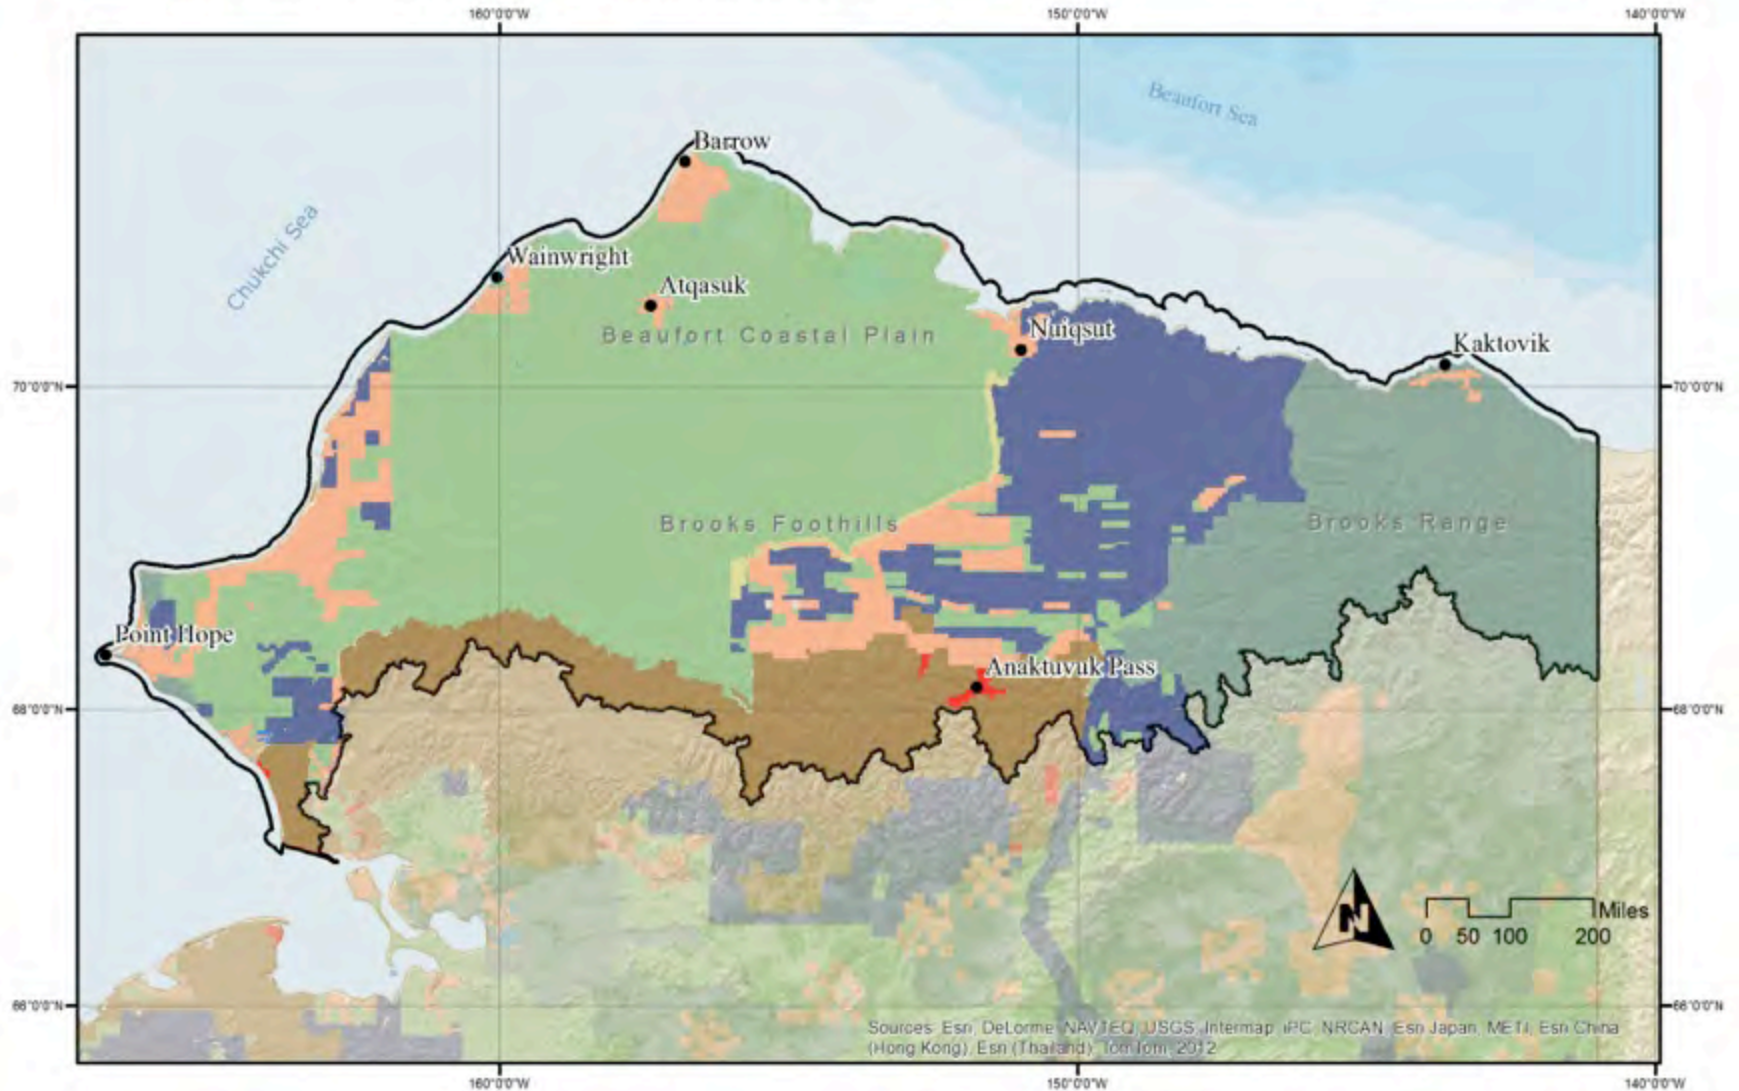 160°0'0"W 150°0'0"W 140°0'0"W
Beaufort Sea
Barrow
Chukchi Sea
Wainwright
Atqasuk
Beaufort Coastal Plain
Nuiqsut
Kaktovik
70°0'0"N 70°0'0"N
Brooks Foothills
Brooks Range
Point Hope
Anaktuvuk Pass
68°0'0"N 68°0'0"N
N
Miles
0 50 100 200
66°0'0"N 66°0'0"N
Sources: Esri, DeLorme, NAVTEQ, USGS, Intermap, iPC, NRCAN, Esri Japan, METI, Esri China
(Hong Kong), Esri (Thailand), TomTom, 2012
160°0'0"W 150°0'0"W 140°0'0"W